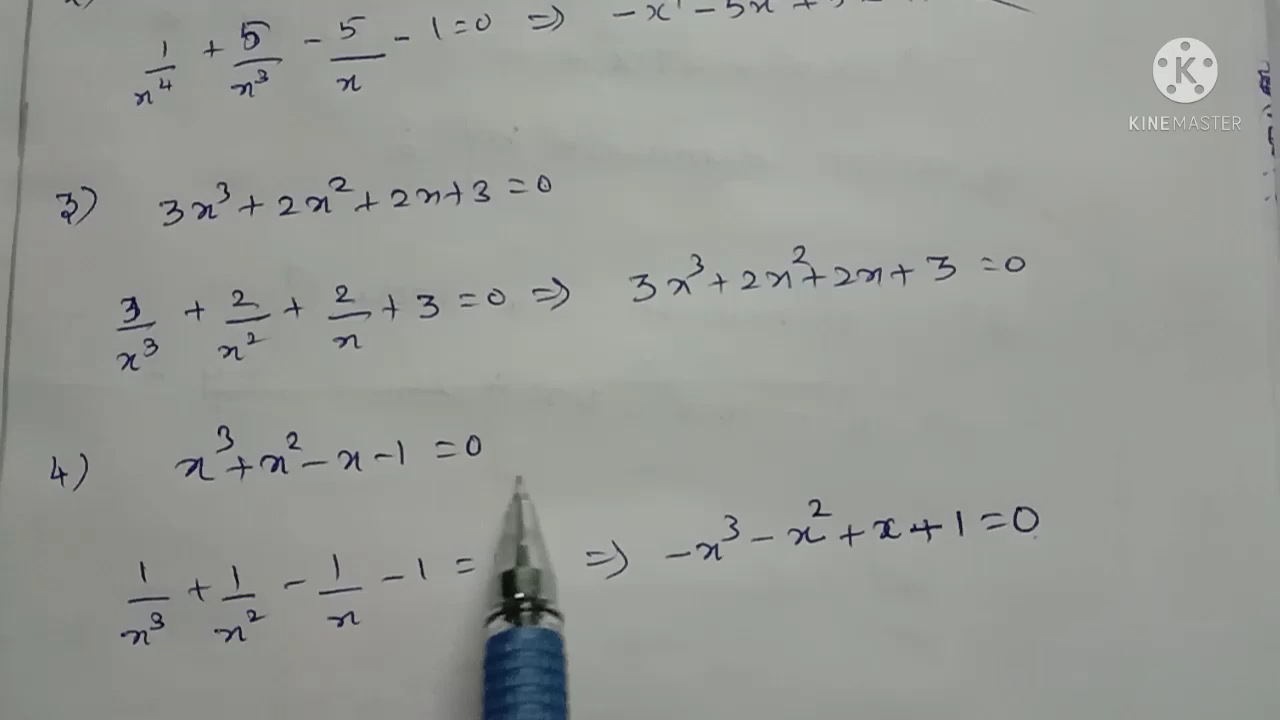 1/x⁴ + 5/x³ - 5/x - 1 = 0 ⇒
KINEMASTER
3) 3x³ + 2x² + 2x + 3 = 0
3/x³ + 2/x² + 2/x + 3 = 0 ⇒ 3x³ + 2x² + 2x + 3 = 0
4) x³ + x² - x - 1 = 0
1/x³ + 1/x² - 1/x - 1 = ⇒ -x³ - x² + x + 1 = 0